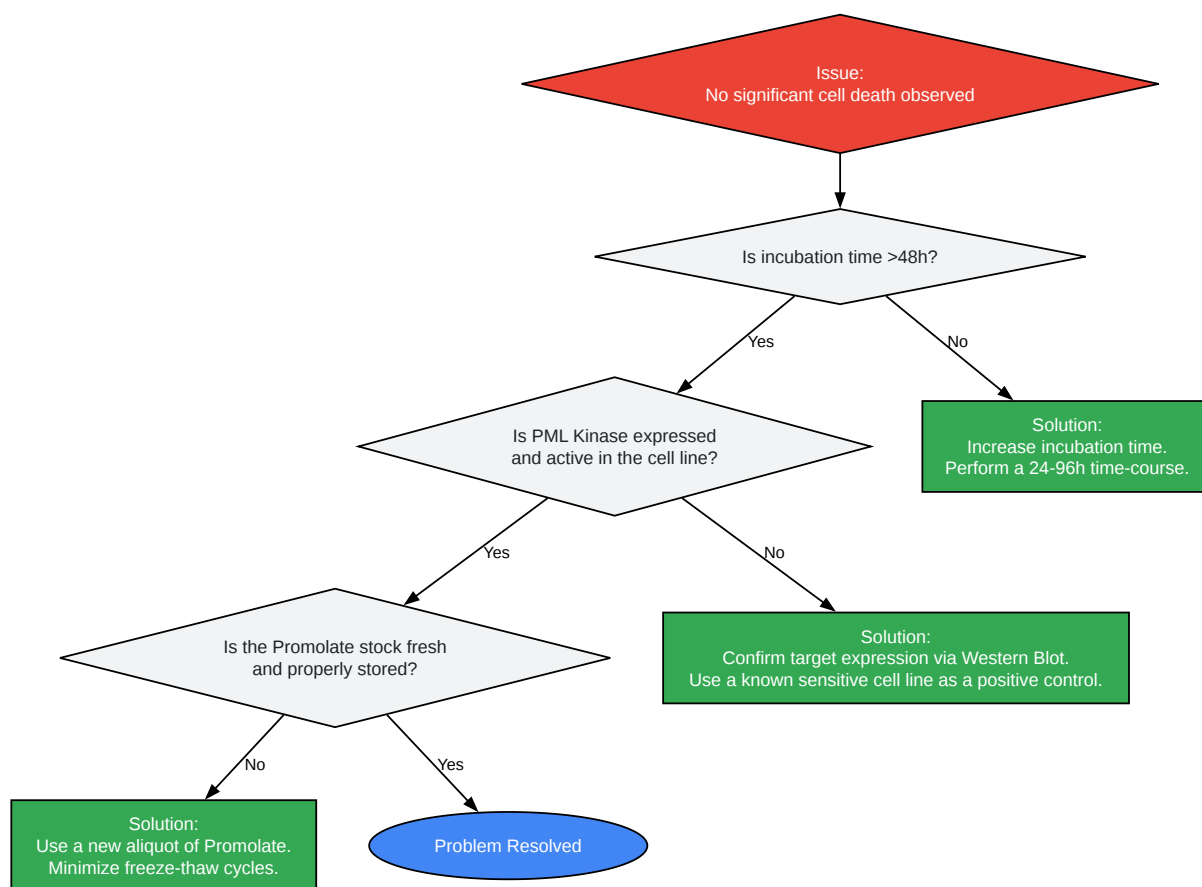 Issue:
No significant cell death observed
Is incubation time >48h?
Yes
No
Is PML Kinase expressed
and active in the cell line?
Solution:
Increase incubation time.
Perform a 24-96h time-course.
Yes
No
Is the Promolate stock fresh
and properly stored?
Solution:
Confirm target expression via Western Blot.
Use a known sensitive cell line as a positive control.
No
Yes
Solution:
Use a new aliquot of Promolate.
Minimize freeze-thaw cycles.
Problem Resolved